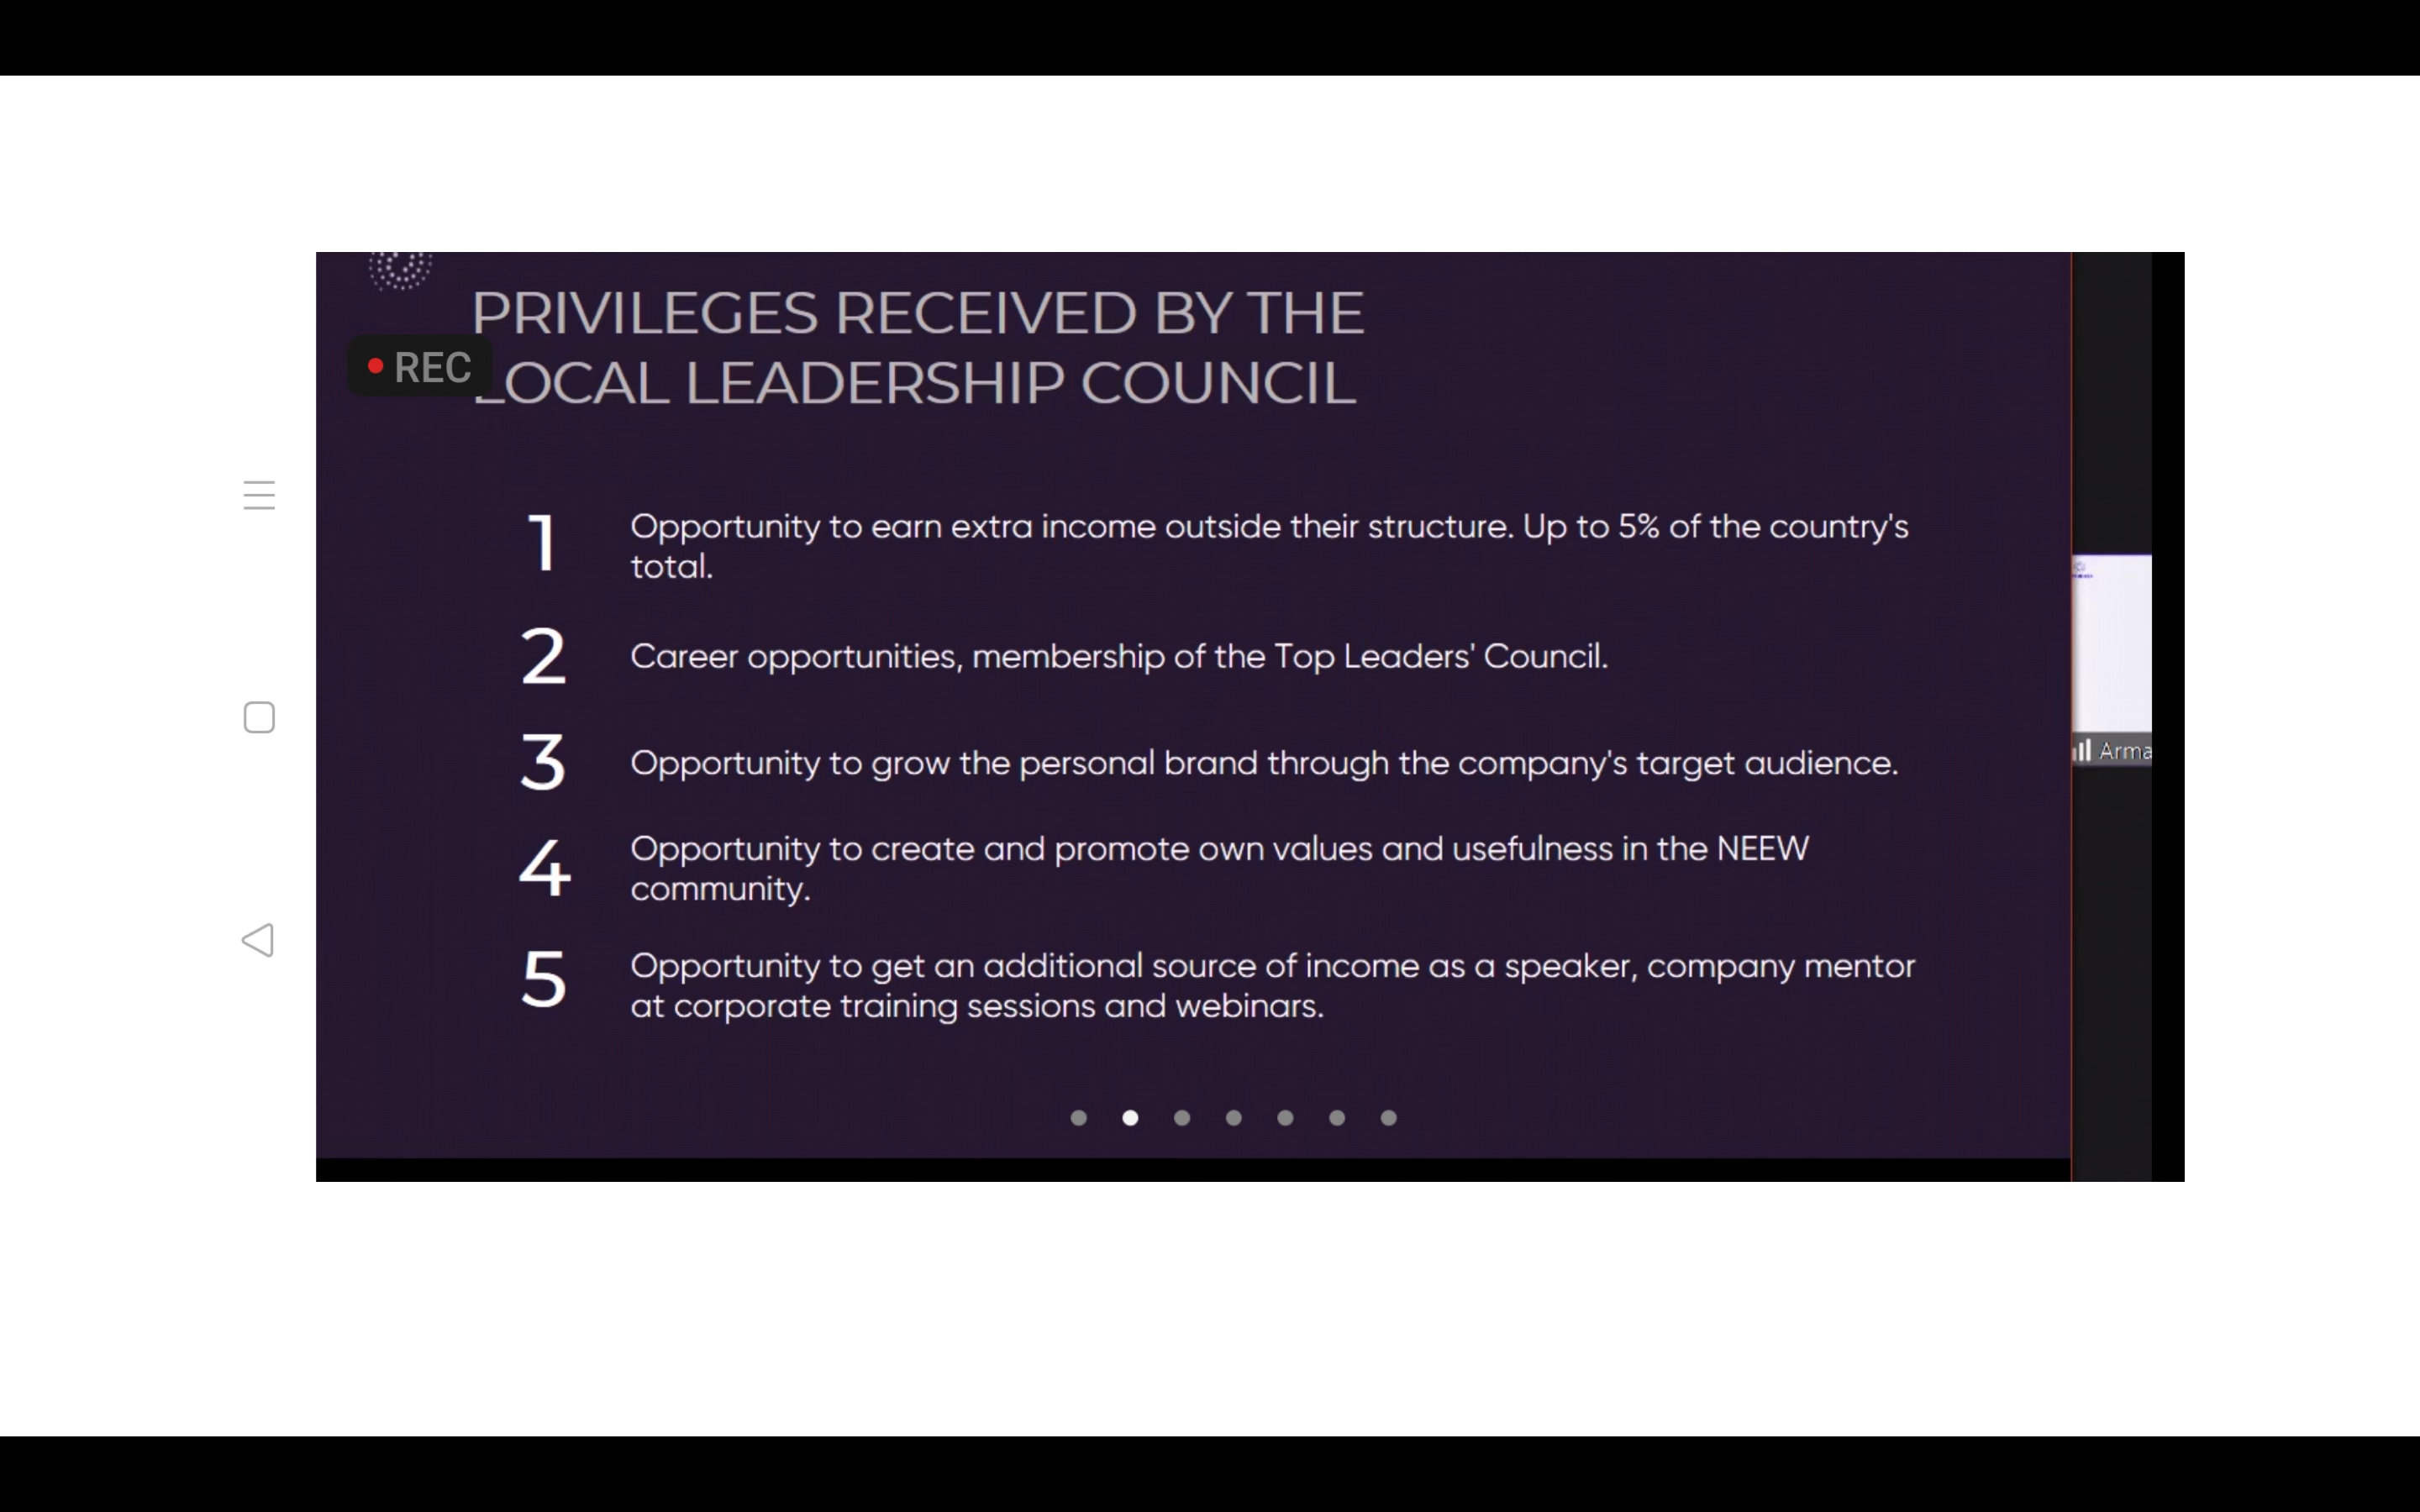 PRIVILEGES RECEIVED BY THE
LOCAL LEADERSHIP COUNCIL
REC
1
Opportunity to earn extra income outside their structure. Up to 5% of the country's
total.
2
Career opportunities, membership of the Top Leaders' Council.
3
Opportunity to grow the personal brand through the company's target audience.
4
Opportunity to create and promote own values and usefulness in the NEEW
community.
5
Opportunity to get an additional source of income as a speaker, company mentor
at corporate training sessions and webinars.
Arma